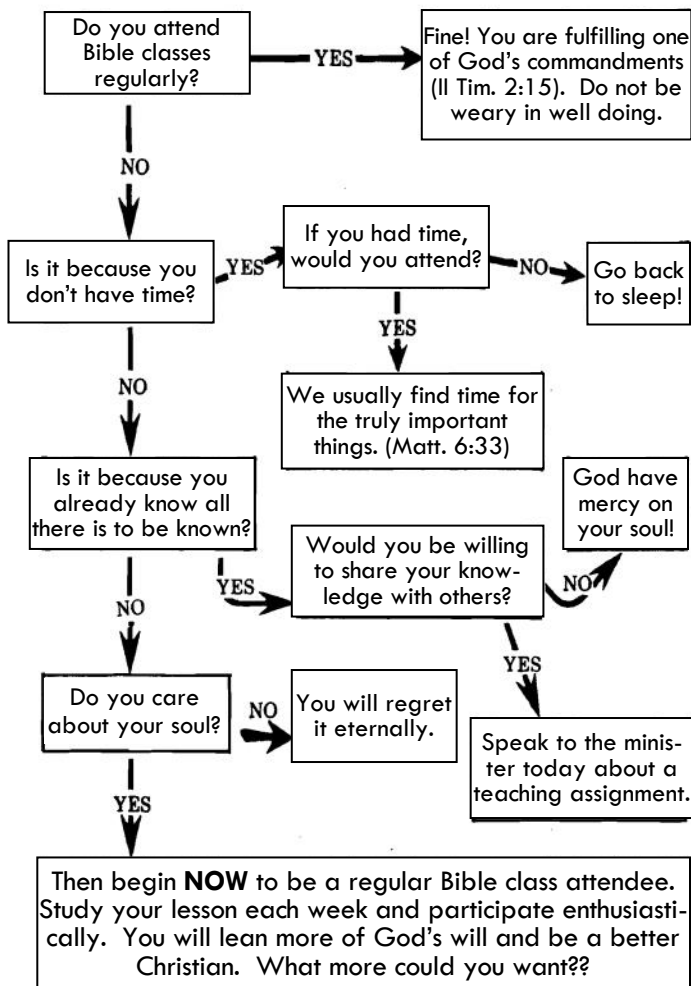 Do you attend
Bible classes
regularly?
YES
Fine! You are fulfilling one
of God's commandments
(II Tim. 2:15).  Do not be
weary in well doing.
NO
Is it because you
don't have time?
YES
If you had time,
would you attend?
NO
Go back
to sleep!
YES
We usually find time for
the truly important
things. (Matt. 6:33)
NO
Is it because you
already know all
there is to be known?
YES
Would you be willing
to share your know-
ledge with others?
NO
God have
mercy on
your soul!
YES
Speak to the minis-
ter today about a
teaching assignment.
NO
Do you care
about your soul?
NO
You will regret
it eternally.
YES
Then begin NOW to be a regular Bible class attendee.
Study your lesson each week and participate enthusiasti-
cally.  You will lean more of God's will and be a better
Christian.  What more could you want??